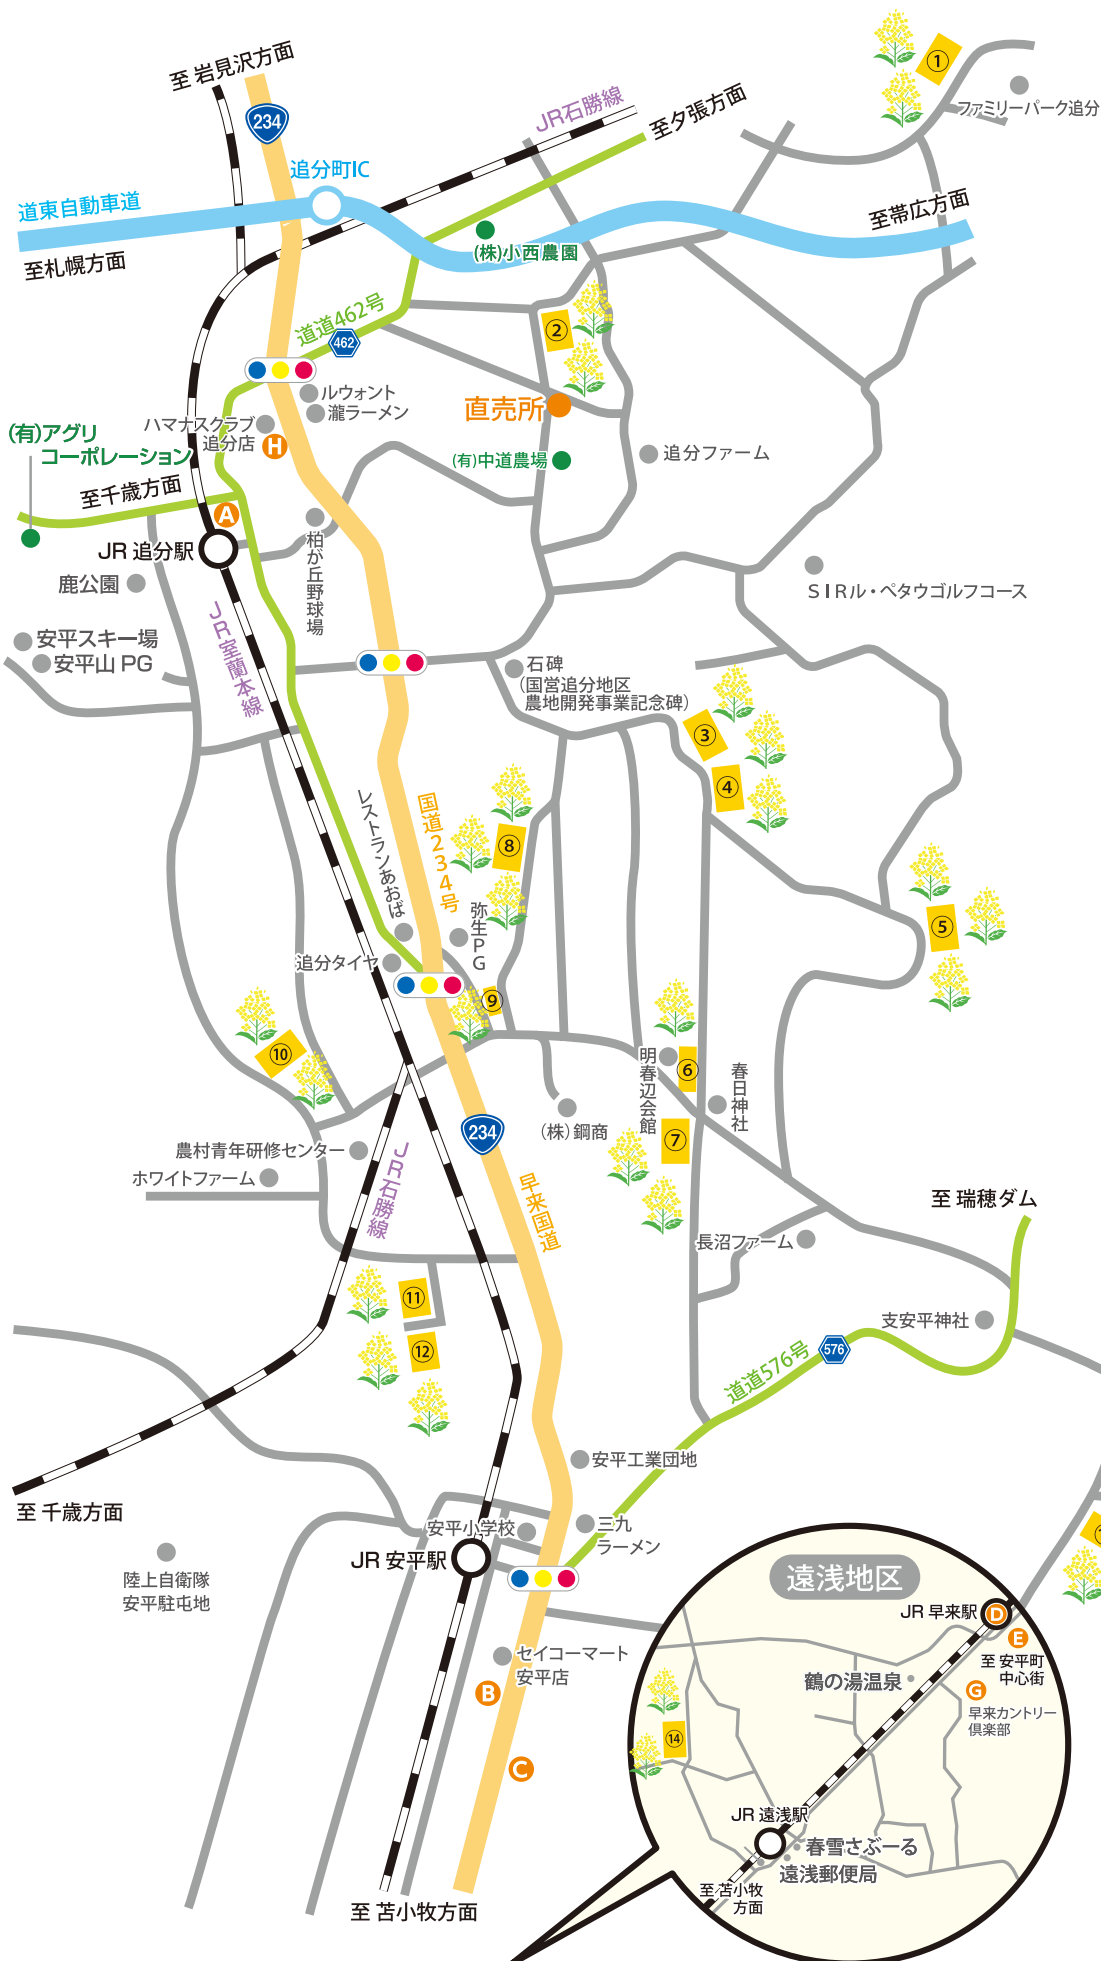 至 岩見沢方面
234
JR石勝線
至夕張方面
①
ファミリーパーク追分
追分町IC
道東自動車道
至札幌方面
至帯広方面
(株)小西農園
道道462号
462
②
ルウォント
瀧ラーメン
直売所
ハマナスクラブ
追分店
H
(有)アグリ
コーポレーション
(有)中道農場
追分ファーム
至千歳方面
A
JR 追分駅
柏が丘野球場
鹿公園
SIRル・ペタウゴルフコース
JR室蘭本線
安平スキー場
安平山 PG
石碑
(国営追分地区
農地開発事業記念碑)
③
④
レストランあおば
国道234号
⑧
弥生PG
⑤
追分タイヤ
⑨
⑩
明春辺会館
⑥
春日神社
(株)鋼商
⑦
234
農村青年研修センター
ホワイトファーム
JR石勝線
早来国道
至 瑞穂ダム
長沼ファーム
⑪
⑫
支安平神社
道道576号
576
安平工業団地
至 千歳方面
安平小学校
三九
ラーメン
JR 安平駅
陸上自衛隊
安平駐屯地
セイコーマート
安平店
B
C
至 苫小牧方面
遠浅地区
JR 早来駅
D
E
至 安平町
中心街
鶴の湯温泉
G
早来カントリー
倶楽部
⑭
JR 遠浅駅
春雪さぶーる
遠浅郵便局
至 苫小牧
方面